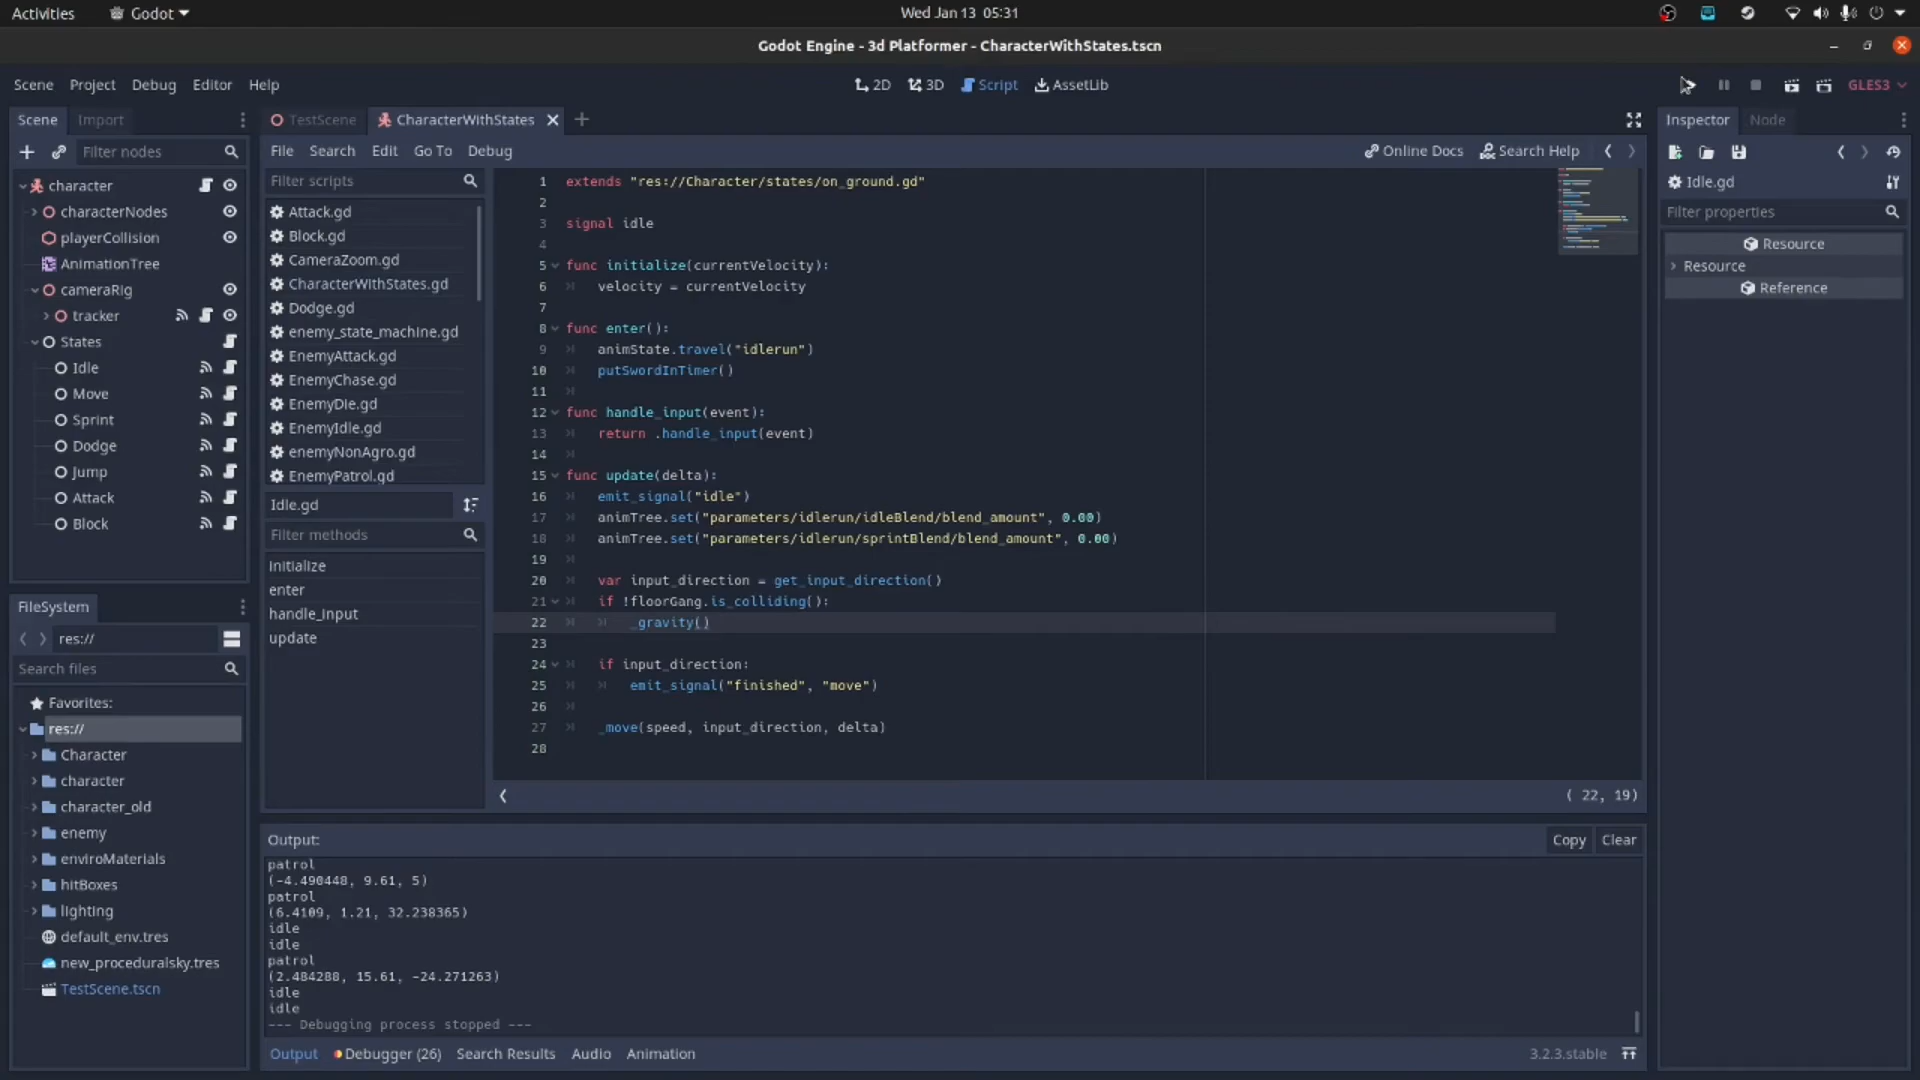 Activities
Godot
Wed Jan 13 05:31
Godot Engine - 3d Platformer - CharacterWithStates.tscn
Scene Project Debug Editor Help
2D 3D Script AssetLib
GLES3
Scene Import
Filter nodes
character
characterNodes
playerCollision
AnimationTree
cameraRig
tracker
States
Idle
Move
Sprint
Dodge
Jump
Attack
Block
FileSystem
res://
Search files
Favorites:
res://
Character
character
character_old
enemy
enviroMaterials
hitBoxes
lighting
default_env.tres
new_proceduralsky.tres
TestScene.tscn
TestScene CharacterWithStates
File Search Edit Go To Debug
Online Docs Search Help
Filter scripts
Attack.gd
Block.gd
CameraZoom.gd
CharacterWithStates.gd
Dodge.gd
enemy_state_machine.gd
EnemyAttack.gd
EnemyChase.gd
EnemyDie.gd
EnemyIdle.gd
enemyNonAgro.gd
EnemyPatrol.gd
Idle.gd
Filter methods
initialize
enter
handle_input
update
1 extends "res://Character/states/on_ground.gd"
2
3 signal idle
4
5 func initialize(currentVelocity):
6 velocity = currentVelocity
7
8 func enter():
9 animState.travel("idlerun")
10 putSwordInTimer()
11
12 func handle_input(event):
13 return .handle_input(event)
14
15 func update(delta):
16 emit_signal("idle")
17 animTree.set("parameters/idlerun/idleBlend/blend_amount", 0.00)
18 animTree.set("parameters/idlerun/sprintBlend/blend_amount", 0.00)
19
20 var input_direction = get_input_direction()
21 if !floorGang.is_colliding():
22 _gravity()
23
24 if input_direction:
25 emit_signal("finished", "move")
26
27 _move(speed, input_direction, delta)
28
( 22, 19)
Output:
Copy Clear
patrol
(-4.490448, 9.61, 5)
patrol
(6.4109, 1.21, 32.238365)
idle
idle
patrol
(2.484288, 15.61, -24.271263)
idle
idle
--- Debugging process stopped ---
Output Debugger (26) Search Results Audio Animation
3.2.3.stable
Inspector Node
Idle.gd
Filter properties
Resource
Resource
Reference